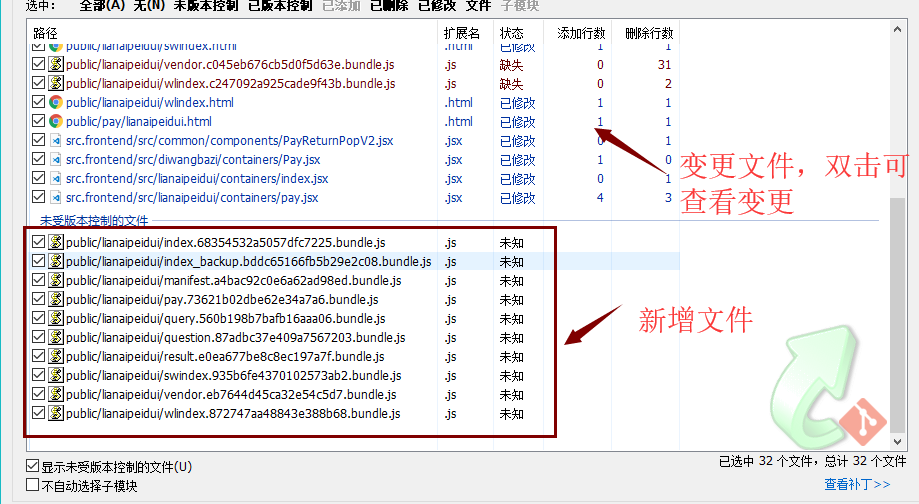 选中： 全部(A) 无(N) 未版本控制 已版本控制 已添加 已删除 已修改 文件 子模块
路径 扩展名 状态 添加行数 删除行数
public/lianaipeidui/swindex.html .html 已修改 1 1
public/lianaipeidui/vendor.c045eb676cb5d0f5d63e.bundle.js .js 缺失 0 31
public/lianaipeidui/wlindex.c247092a925cade9f43b.bundle.js .js 缺失 0 2
public/lianaipeidui/wlindex.html .html 已修改 1 1
public/pay/lianaipeidui.html .html 已修改 1 1
src.frontend/src/common/components/PayReturnPopV2.jsx .jsx 已修改 0 1
src.frontend/src/diwangbazi/containers/Pay.jsx .jsx 已修改 1 0
src.frontend/src/lianaipeidui/containers/index.jsx .jsx 已修改 0 1
src.frontend/src/lianaipeidui/containers/pay.jsx .jsx 已修改 4 3
变更文件，双击可
查看变更
未受版本控制的文件
public/lianaipeidui/index.68354532a5057dfc7225.bundle.js .js 未知
public/lianaipeidui/index_backup.bddc65166fb5b29e2c08.bundle.js .js 未知
public/lianaipeidui/manifest.a4bac92c0e6a62ad98ed.bundle.js .js 未知
public/lianaipeidui/pay.73621b02dbe62e34a7a6.bundle.js .js 未知
public/lianaipeidui/query.560b198b7bafb16aaa06.bundle.js .js 未知
public/lianaipeidui/question.87adbc37e409a7567203.bundle.js .js 未知
public/lianaipeidui/result.e0ea677be8c8ec197a7f.bundle.js .js 未知
public/lianaipeidui/swindex.935b6fe4370102573ab2.bundle.js .js 未知
public/lianaipeidui/vendor.eb7644d45ca32e54c5d7.bundle.js .js 未知
public/lianaipeidui/wlindex.872747aa48843e388b68.bundle.js .js 未知
新增文件
显示未受版本控制的文件(U)
已选中 32 个文件，总计 32 个文件
不自动选择子模块
查看补丁>>